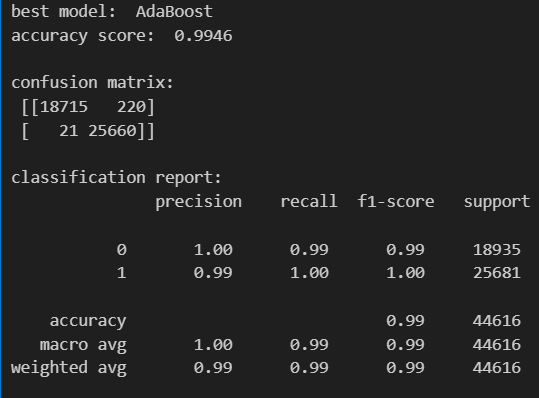 best model:  AdaBoost
accuracy score:  0.9946

confusion matrix:
 [[18715   220]
 [   21 25660]]

classification report:
               precision    recall  f1-score   support

           0       1.00      0.99      0.99     18935
           1       0.99      1.00      1.00     25681

    accuracy                           0.99     44616
   macro avg       1.00      0.99      0.99     44616
weighted avg       0.99      0.99      0.99     44616